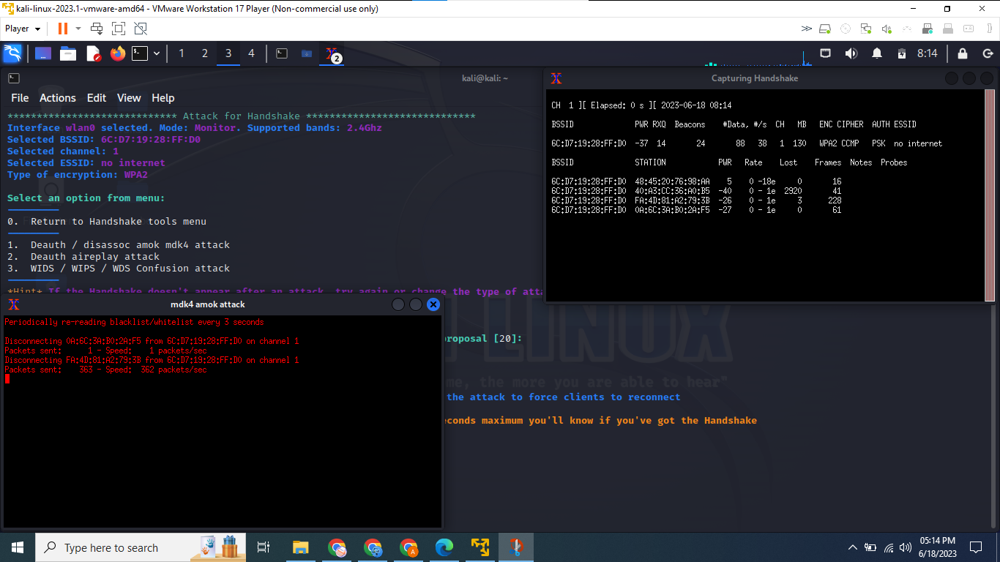 kali-linux-2023.1-vmware-amd64 - VMware Workstation 17 Player (Non-commercial use only)
Player
1 2 3 4 2 8:14
kali@kali: ~
File Actions Edit View Help
**************************** Attack for Handshake ****************************
Interface wlan0 selected. Mode: Monitor. Supported bands: 2.4Ghz
Selected BSSID: 6C:D7:19:28:FF:D0
Selected channel: 1
Selected ESSID: no internet
Type of encryption: WPA2
Select an option from menu:
0. Return to Handshake tools menu
1. Deauth / disassoc amok mdk4 attack
2. Deauth aireplay attack
3. WIDS / WIPS / WDS Confusion attack
*Hint* If the Handshake doesn't appear after an attack, try again or change the type of atta
proposal [20]:
LINUX
me, the more you are able to hear"
the attack to force clients to reconnect
econds maximum you'll know if you've got the Handshake
Capturing Handshake
CH 1 ][ Elapsed: 0 s ][ 2023-06-18 08:14
BSSID PWR RXQ Beacons #Data, #/s CH MB ENC CIPHER AUTH ESSID
6C:D7:19:28:FF:D0 -37 14 24 88 38 1 130 WPA2 CCMP PSK no internet
BSSID STATION PWR Rate Lost Frames Notes Probes
6C:D7:19:28:FF:D0 48:45:20:76:98:AA 5 0 -18e 0 16
6C:D7:19:28:FF:D0 40:A3:CC:36:A0:B5 -40 0 - 1e 2920 41
6C:D7:19:28:FF:D0 FA:4D:81:A2:79:3B -26 0 - 1e 3 228
6C:D7:19:28:FF:D0 0A:6C:3A:B0:2A:F5 -27 0 - 1e 0 61
mdk4 amok attack
Periodically re-reading blacklist/whitelist every 3 seconds
Disconnecting 0A:6C:3A:B0:2A:F5 from 6C:D7:19:28:FF:D0 on channel 1
Packets sent: 1 - Speed: 1 packets/sec
Disconnecting FA:4D:81:A2:79:3B from 6C:D7:19:28:FF:D0 on channel 1
Packets sent: 363 - Speed: 362 packets/sec
Type here to search
05:14 PM
6/18/2023